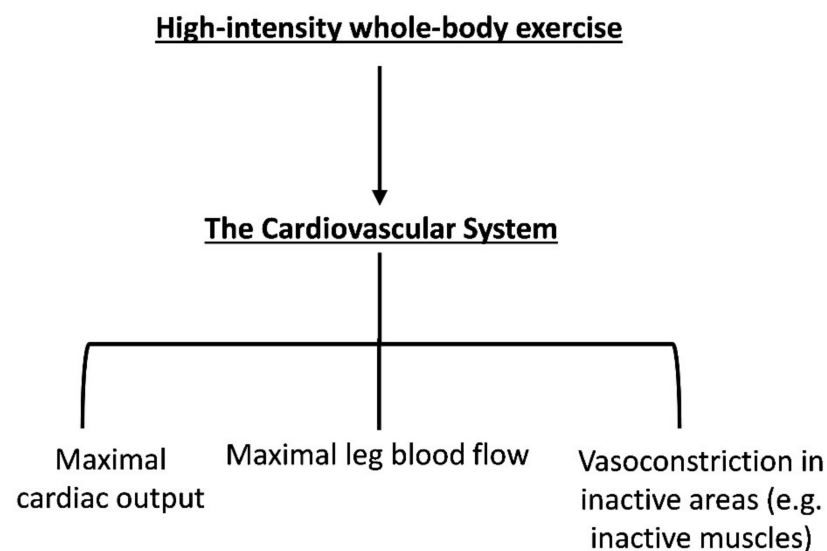 High-intensity whole-body exercise
The Cardiovascular System
Maximal
cardiac output
Maximal leg blood flow
Vasoconstriction in
inactive areas (e.g.
inactive muscles)